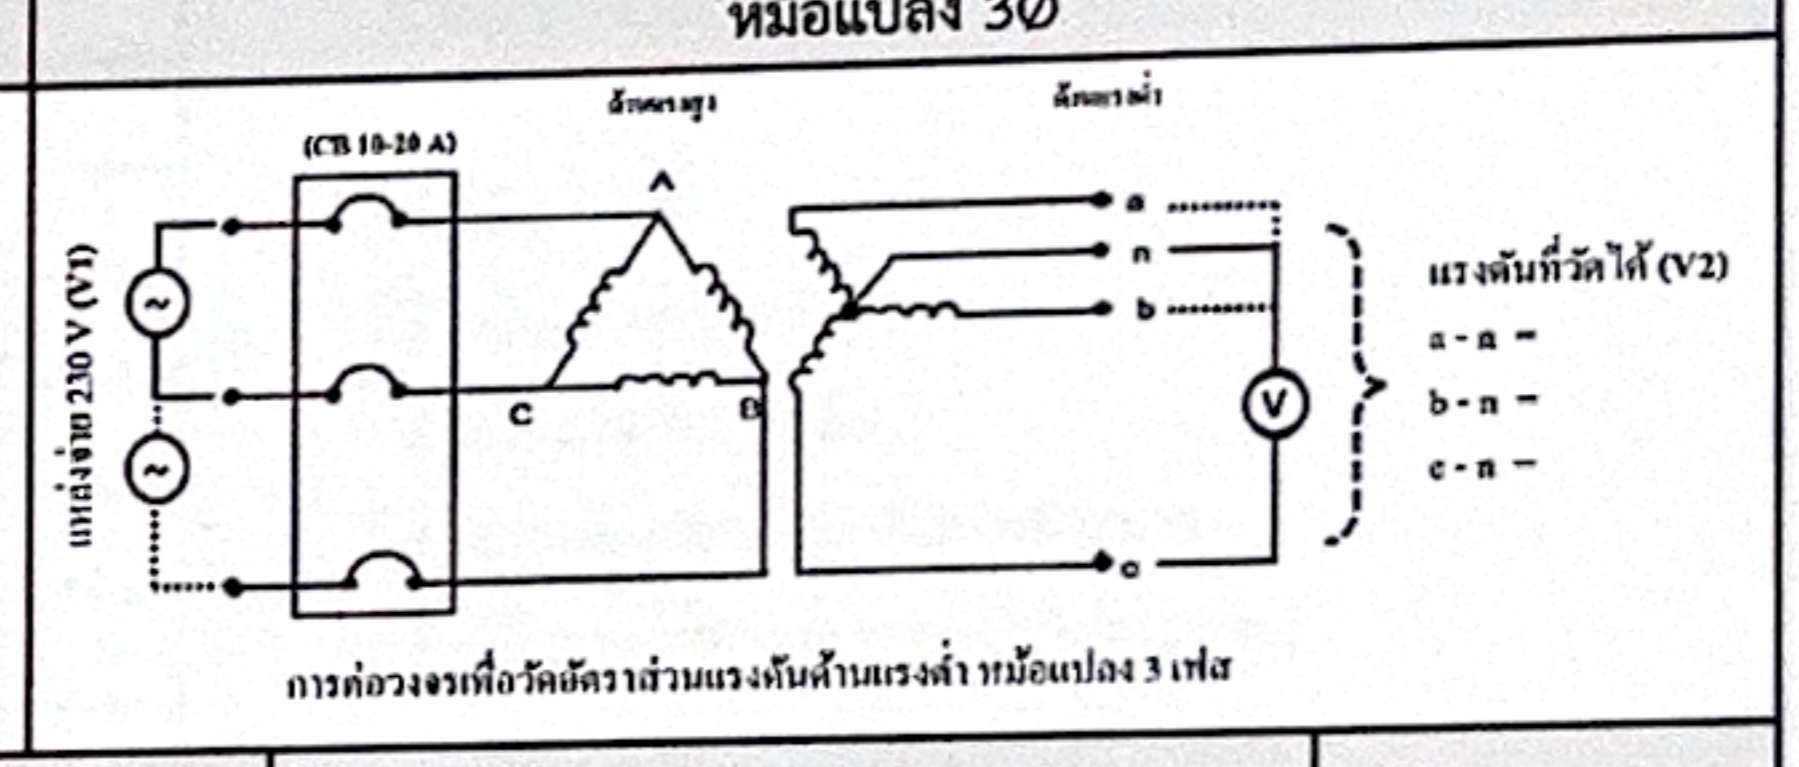 หม้อแปลง 3Ø
ด้านแรงสูง
ด้านแรงต่ำ
(CB 10-20 A)
แหล่งจ่าย 230 V (V1)
A
C
B
a
n
b
c
V
~
~
แรงดันที่วัดได้ (V2)
a - n =
b - n =
c - n =
การต่อวงจรเพื่อวัดอัตราส่วนแรงดันด้านแรงต่ำ หม้อแปลง 3 เฟส